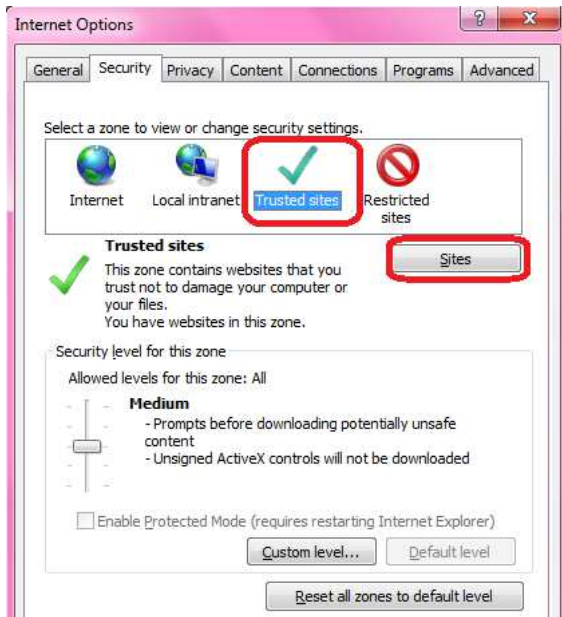 Internet Options
?
X
General Security Privacy Content Connections Programs Advanced
Select a zone to view or change security settings.
Internet Local intranet Trusted sites Restricted
sites
Trusted sites
Sites
This zone contains websites that you
trust not to damage your computer or
your files.
You have websites in this zone.
Security level for this zone
Allowed levels for this zone: All
Medium
- Prompts before downloading potentially unsafe
content
- Unsigned ActiveX controls will not be downloaded
Enable Protected Mode (requires restarting Internet Explorer)
Custom level... Default level
Reset all zones to default level